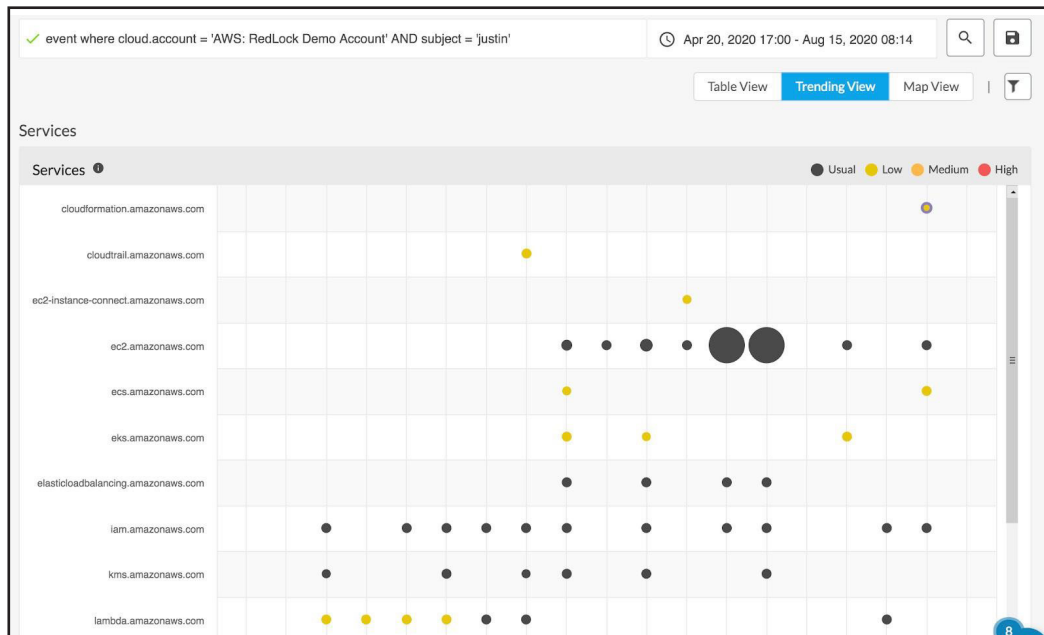 event where cloud.account = 'AWS: RedLock Demo Account' AND subject = 'justin'
Apr 20, 2020 17:00 - Aug 15, 2020 08:14
Table View Trending View Map View
Services
Services Usual Low Medium High
cloudformation.amazonaws.com
cloudtrail.amazonaws.com
ec2-instance-connect.amazonaws.com
ec2.amazonaws.com
ecs.amazonaws.com
eks.amazonaws.com
elasticloadbalancing.amazonaws.com
iam.amazonaws.com
kms.amazonaws.com
lambda.amazonaws.com
8